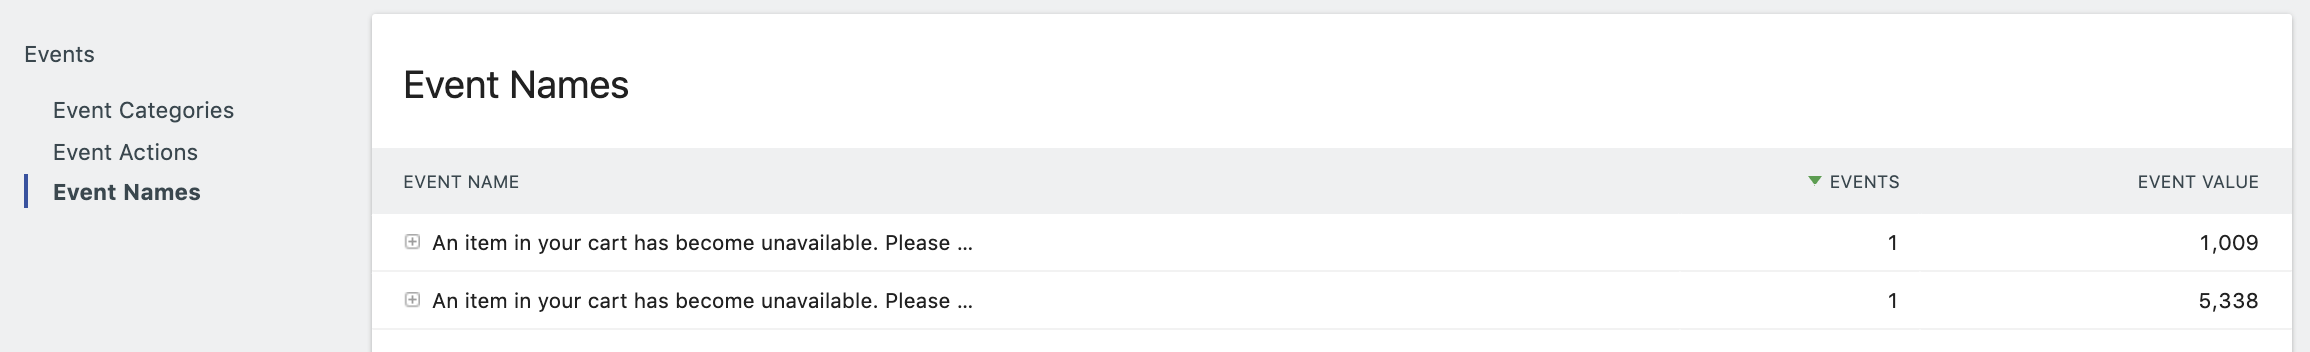 Events
Event Categories
Event Actions
Event Names
Event Names
EVENT NAME EVENTS EVENT VALUE
An item in your cart has become unavailable. Please ... 1 1,009
An item in your cart has become unavailable. Please ... 1 5,338